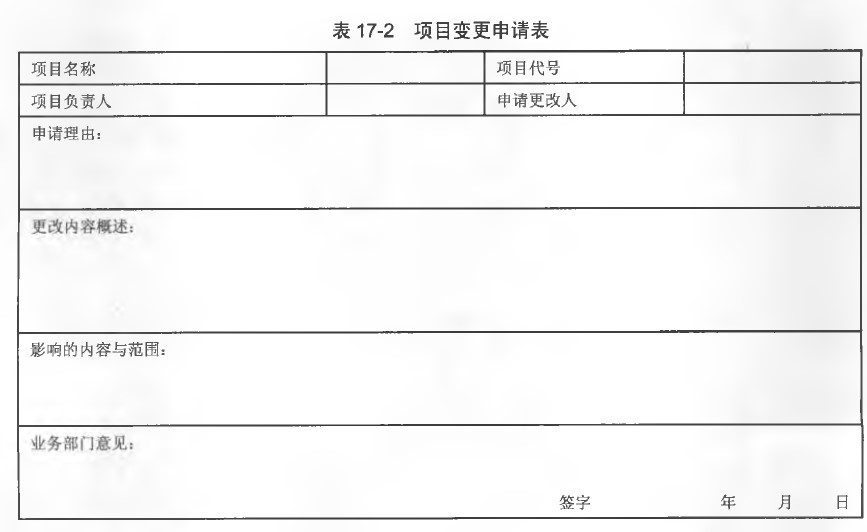 表 17-2 项目变更申请表
项目名称 项目代号
项目负责人 申请更改人
申请理由：
更改内容概述：
影响的内容与范围：
业务部门意见：
签字 年 月 日